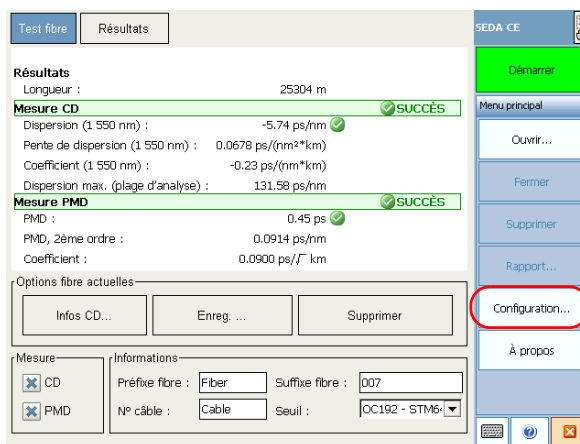 Test fibre
Résultats
SEDA CE
Démarrer
Résultats
Longueur : 25304 m
Menu principal
Mesure CD SUCCÈS
Dispersion (1 550 nm) : -5.74 ps/nm
Ouvrir...
Pente de dispersion (1 550 nm) : 0.0678 ps/(nm²*km)
Coefficient (1 550 nm) : -0.23 ps/(nm*km)
Fermer
Dispersion max. (plage d'analyse) : 131.58 ps/nm
Mesure PMD SUCCÈS
PMD : 0.45 ps
Supprimer
PMD, 2ème ordre : 0.0914 ps/nm
Coefficient : 0.0900 ps/√ km
Rapport...
Options fibre actuelles
Infos CD...
Enreg. ...
Supprimer
Configuration...
À propos
Mesure
Informations
CD
Préfixe fibre : Fiber
Suffixe fibre : 007
PMD
Nº câble : Cable
Seuil : OC192 - STM6